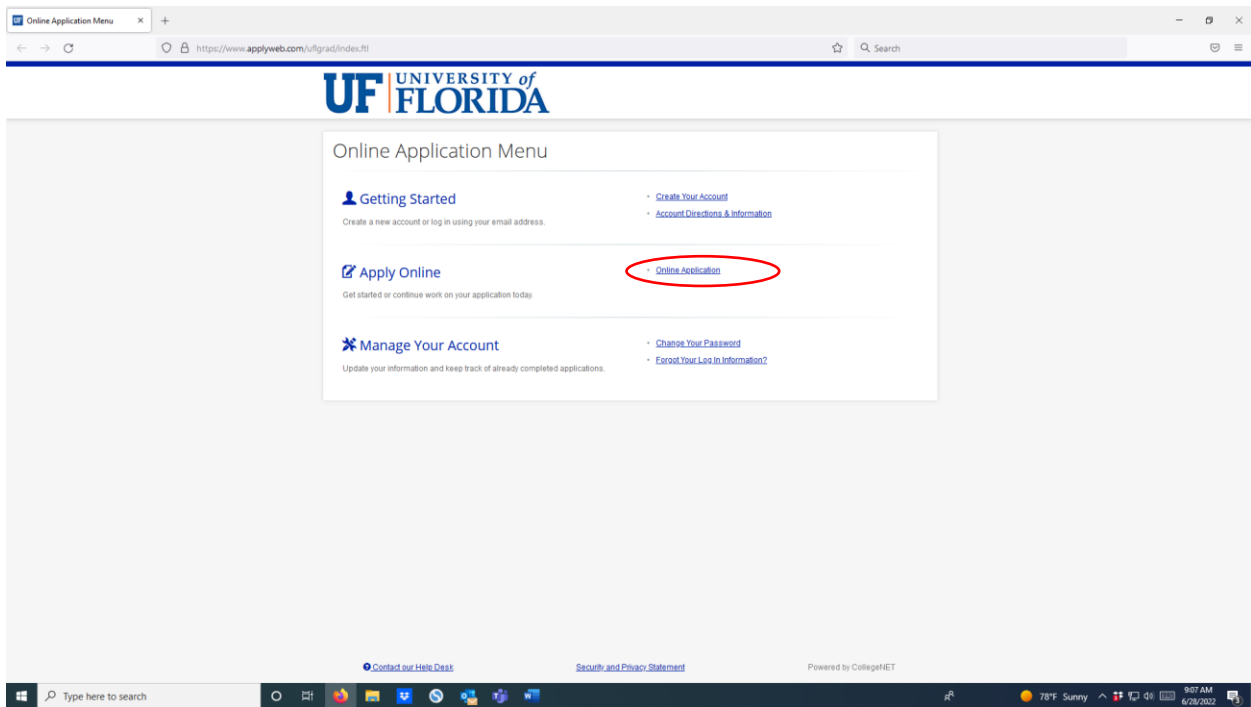 Online Application Menu
https://www.applyweb.com/uflgrad/index.ftl
Search
UF UNIVERSITY of FLORIDA
Online Application Menu
Getting Started
Create a new account or log in using your email address.
Create Your Account
Account Directions & Information
Apply Online
Get started or continue work on your application today.
Online Application
Manage Your Account
Update your information and keep track of already completed applications.
Change Your Password
Forgot Your Log In Information?
Contact our Help Desk
Security and Privacy Statement
Powered by CollegeNET
Type here to search
78°F Sunny
9:07 AM
6/28/2022